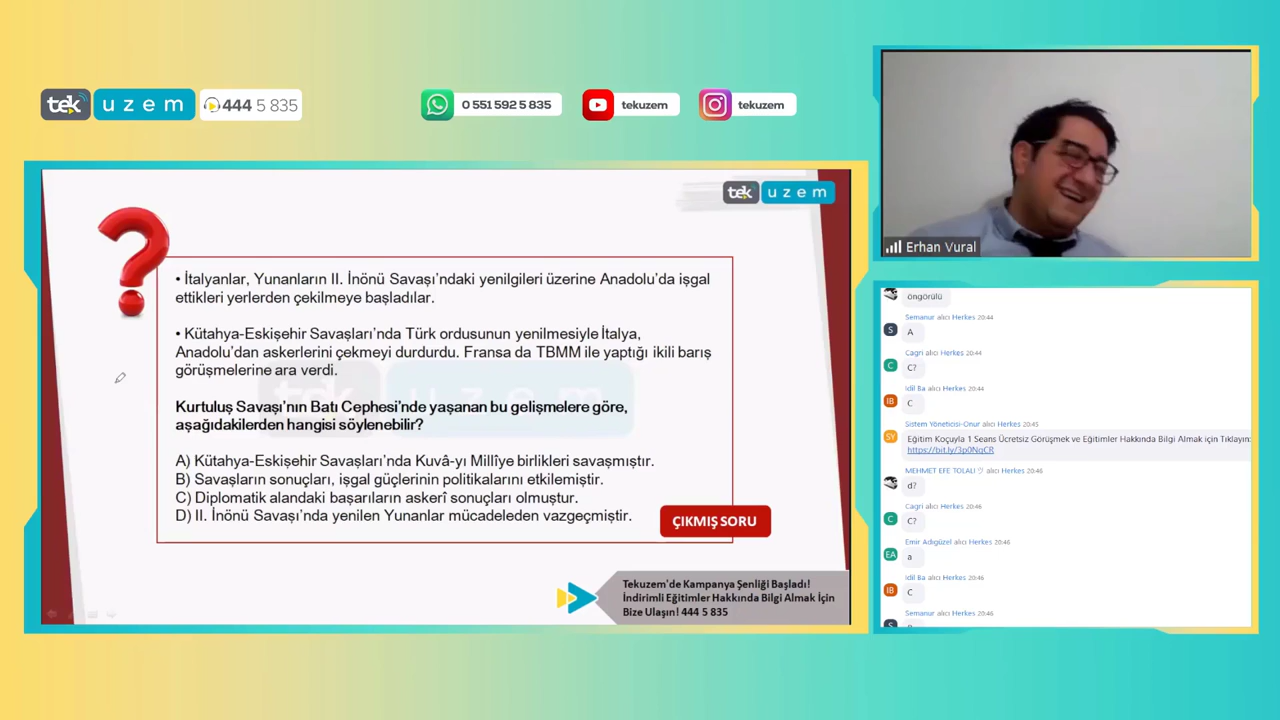 tek uzem 444 5 835
0 551 592 5 835
tekuzem
tekuzem
tek uzem
• İtalyanlar, Yunanların II. İnönü Savaşı’ndaki yenilgileri üzerine Anadolu’da işgal
ettikleri yerlerden çekilmeye başladılar.
• Kütahya-Eskişehir Savaşları’nda Türk ordusunun yenilmesiyle İtalya,
Anadolu’dan askerlerini çekmeyi durdurdu. Fransa da TBMM ile yaptığı ikili barış
görüşmelerine ara verdi.
Kurtuluş Savaşı’nın Batı Cephesi’nde yaşanan bu gelişmelere göre,
aşağıdakilerden hangisi söylenebilir?
A) Kütahya-Eskişehir Savaşları’nda Kuvâ-yı Millîye birlikleri savaşmıştır.
B) Savaşların sonuçları, işgal güçlerinin politikalarını etkilemiştir.
C) Diplomatik alandaki başarıların askerî sonuçları olmuştur.
D) II. İnönü Savaşı’nda yenilen Yunanlar mücadeleden vazgeçmiştir.
ÇIKMIŞ SORU
Tekuzem'de Kampanya Şenliği Başladı!
İndirimli Eğitimler Hakkında Bilgi Almak İçin
Bize Ulaşın! 444 5 835
Erhan Vural
öngörülü
Semanur alıcı Herkes 20:44
S A
Cagri alıcı Herkes 20:44
C C?
Idil Ba alıcı Herkes 20:44
IB C
Sistem Yöneticisi-Onur alıcı Herkes 20:45
SY Eğitim Koçuyla 1 Seans Ücretsiz Görüşmek ve Eğitimler Hakkında Bilgi Almak için Tıklayın:
https://bit.ly/3p0NqCR
MEHMET EFE TOLALI alıcı Herkes 20:46
d?
Cagri alıcı Herkes 20:46
C C?
Emir Adıgüzel alıcı Herkes 20:46
EA a
Idil Ba alıcı Herkes 20:46
IB C
Semanur alıcı Herkes 20:46
S